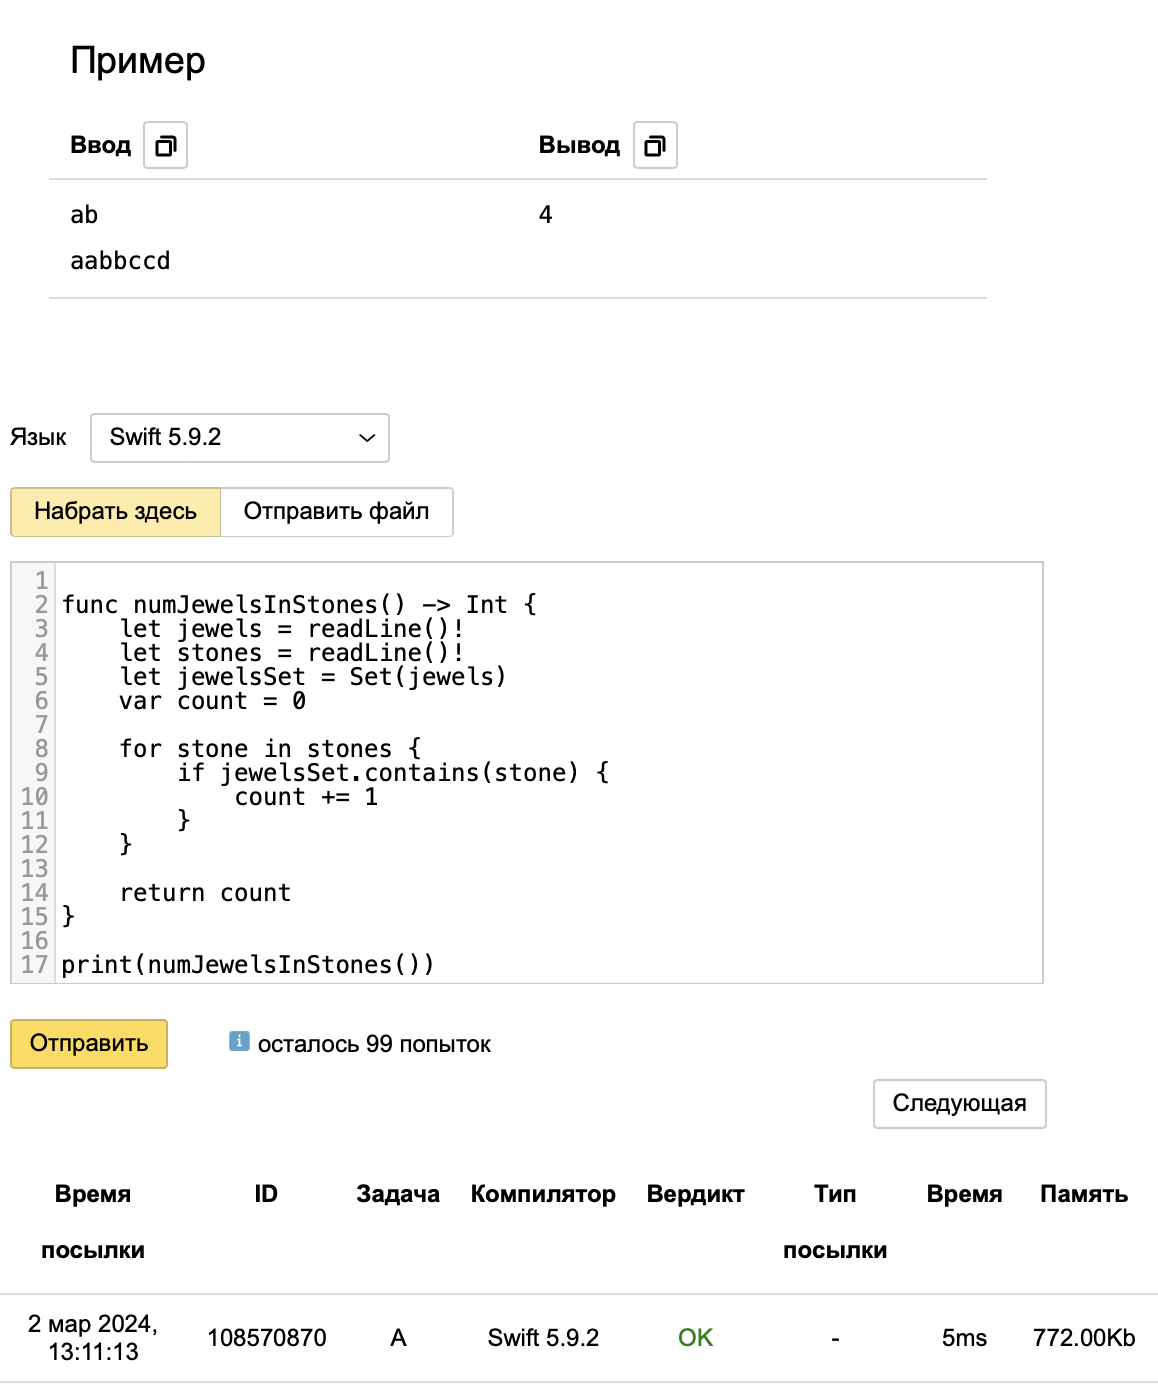 Пример
Ввод Вывод
ab 4
aabbccd
Язык Swift 5.9.2
Набрать здесь Отправить файл
1
2 func numJewelsInStones() -> Int {
3     let jewels = readLine()!
4     let stones = readLine()!
5     let jewelsSet = Set(jewels)
6     var count = 0
7
8     for stone in stones {
9         if jewelsSet.contains(stone) {
10             count += 1
11         }
12     }
13
14     return count
15 }
16
17 print(numJewelsInStones())
Отправить i осталось 99 попыток
Следующая
Время ID Задача Компилятор Вердикт Тип Время Память
посылки посылки
2 мар 2024,
13:11:13 108570870 A Swift 5.9.2 OK - 5ms 772.00Kb